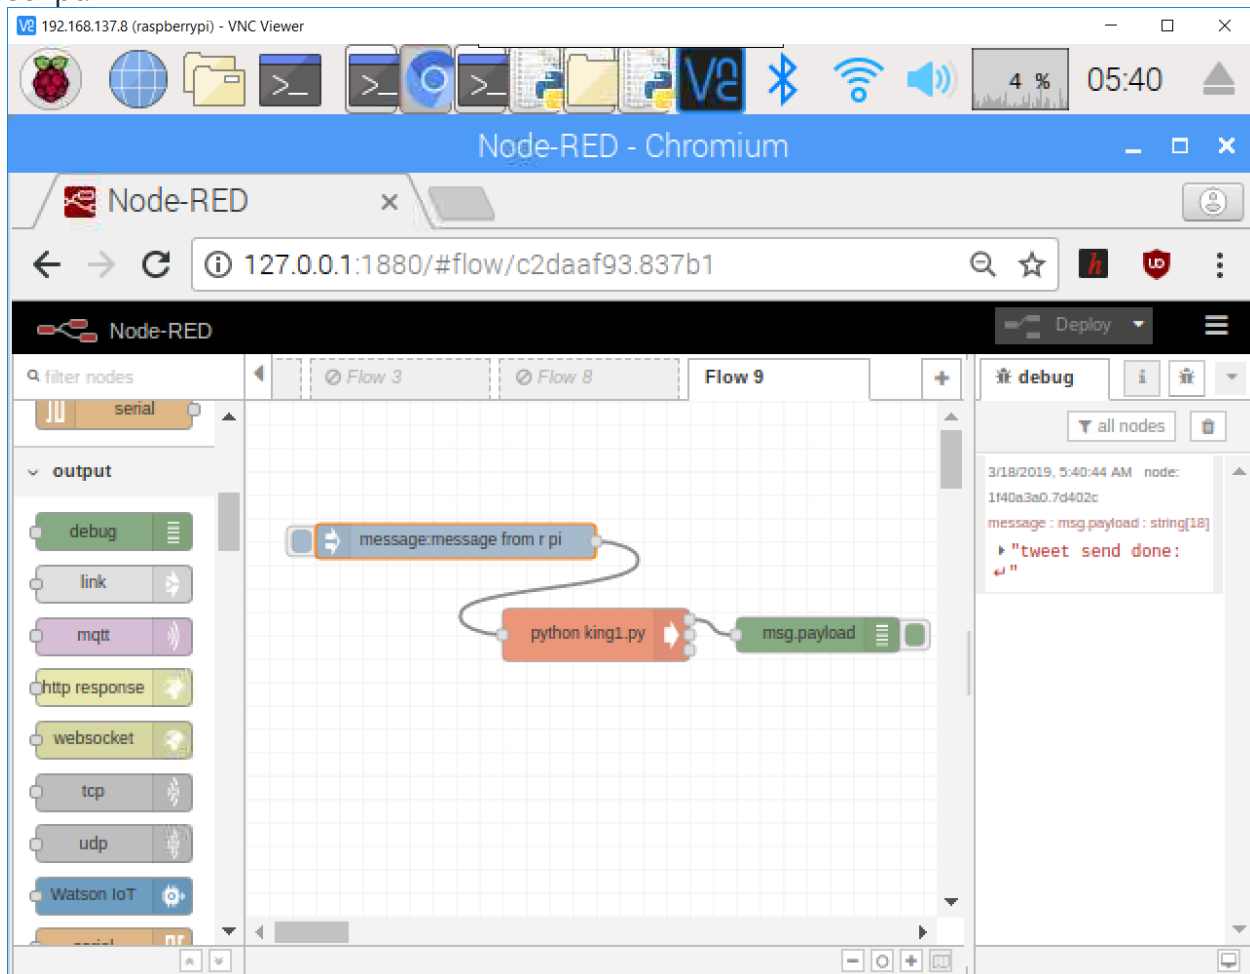 192.168.137.8 (raspberrypi) - VNC Viewer
4 %
05:40
Node-RED - Chromium
Node-RED
127.0.0.1:1880/#flow/c2daaf93.837b1
Node-RED
Deploy
filter nodes
Flow 3
Flow 8
Flow 9
debug
all nodes
serial
output
debug
link
mqtt
http response
websocket
tcp
udp
Watson IoT
message:message from r pi
python king1.py
msg.payload
3/18/2019, 5:40:44 AM node:
1f40a3a0.7d402c
message : msg.payload : string[18]
"tweet send done:
↵"